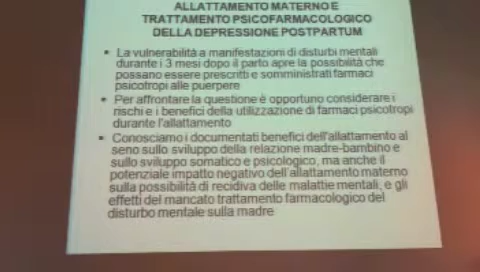 ALLATTAMENTO MATERNO E
TRATTAMENTO PSICOFARMACOLOGICO
DELLA DEPRESSIONE POSTPARTUM
• La vulnerabilità a manifestazioni di disturbi mentali
durante i 3 mesi dopo il parto apre la possibilità che
possano essere prescritti e somministrati farmaci
psicotropi alle puerpere
• Per affrontare la questione è opportuno considerare i
rischi e i benefici della utilizzazione di farmaci psicotropi
durante l'allattamento
• Conosciamo i documentati benefici dell'allattamento al
seno sullo sviluppo della relazione madre-bambino e
sullo sviluppo somatico e psicologico, ma anche il
potenziale impatto negativo dell'allattamento materno
sulla possibilità di recidiva delle malattie mentali, e gli
effetti del mancato trattamento farmacologico del
disturbo mentale sulla madre